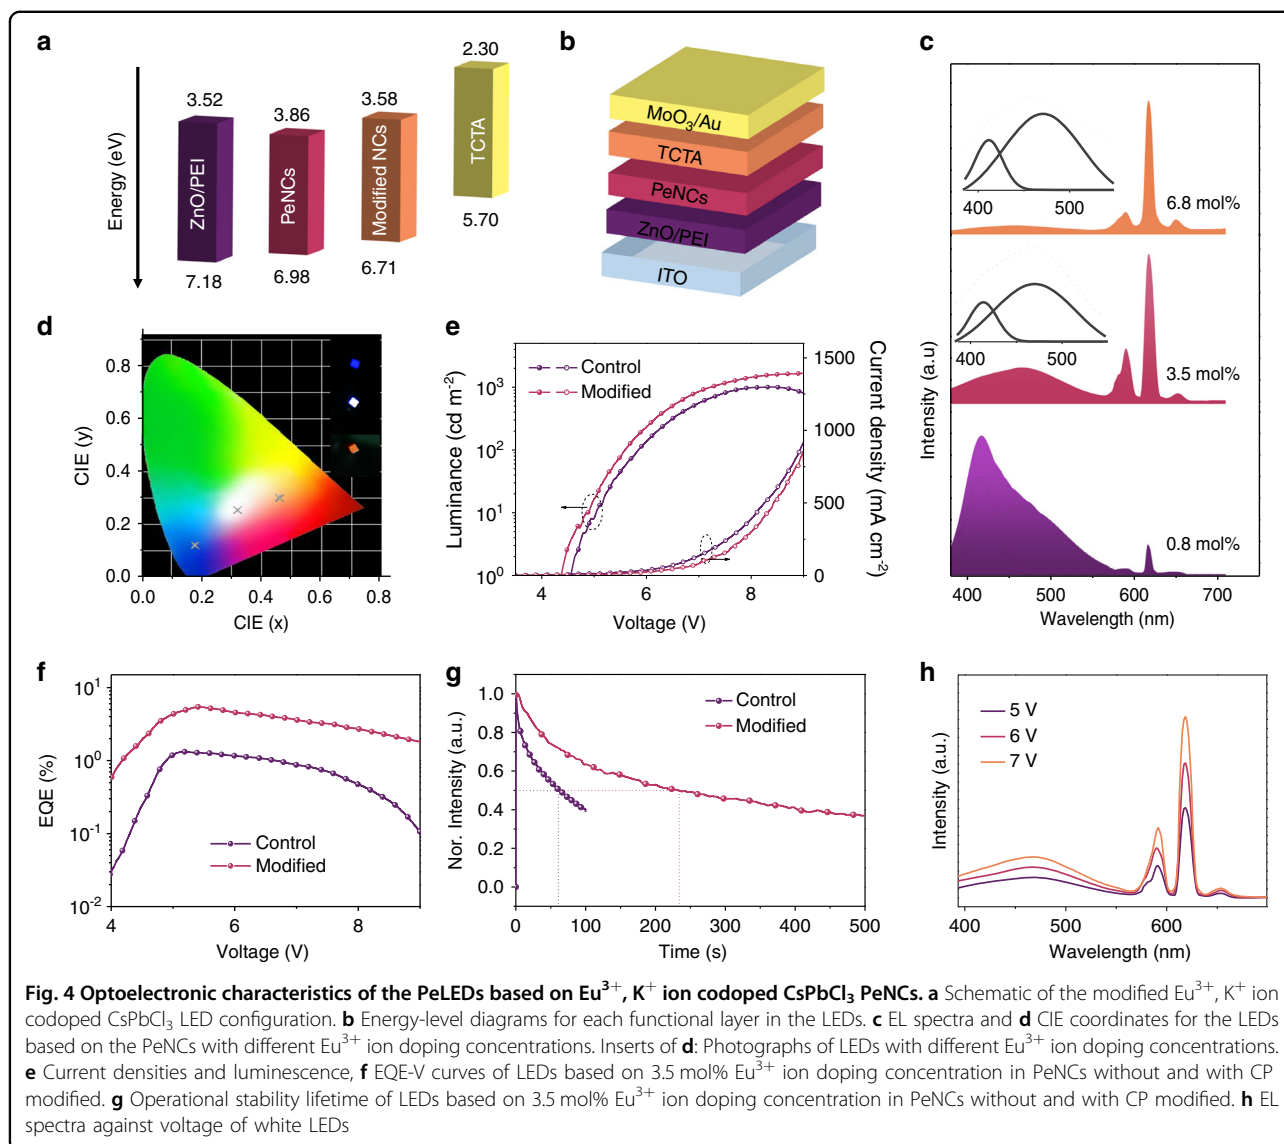 a
Energy (eV)
3.52
ZnO/PEI
7.18
3.86
PeNCs
6.98
3.58
Modified NCs
6.71
2.30
TCTA
5.70
b
MoO₃/Au
TCTA
PeNCs
ZnO/PEI
ITO
c
Intensity (a.u)
400 500
6.8 mol%
400 500
3.5 mol%
0.8 mol%
400 500 600 700
Wavelength (nm)
d
CIE (y)
0.8
0.6
0.4
0.2
0.0
0.0 0.2 0.4 0.6 0.8
CIE (x)
e
Luminance (cd m⁻²)
10³
10²
10¹
10⁰
Control
Modified
1500
1000
500
0
Current density (mA cm⁻²)
4 6 8
Voltage (V)
f
EQE (%)
10¹
10⁰
10⁻¹
10⁻²
Control
Modified
4 6 8
Voltage (V)
g
Nor. Intensity (a.u.)
1.0
0.8
0.6
0.4
0.2
0.0
Control
Modified
0 100 200 300 400 500
Time (s)
h
Intensity (a.u.)
5 V
6 V
7 V
400 500 600
Wavelength (nm)
Fig. 4 Optoelectronic characteristics of the PeLEDs based on Eu³⁺, K⁺ ion codoped CsPbCl₃ PeNCs. a Schematic of the modified Eu³⁺, K⁺ ion
codoped CsPbCl₃ LED configuration. b Energy-level diagrams for each functional layer in the LEDs. c EL spectra and d CIE coordinates for the LEDs
based on the PeNCs with different Eu³⁺ ion doping concentrations. Inserts of d: Photographs of LEDs with different Eu³⁺ ion doping concentrations.
e Current densities and luminescence, f EQE-V curves of LEDs based on 3.5 mol% Eu³⁺ ion doping concentration in PeNCs without and with CP
modified. g Operational stability lifetime of LEDs based on 3.5 mol% Eu³⁺ ion doping concentration in PeNCs without and with CP modified. h EL
spectra against voltage of white LEDs